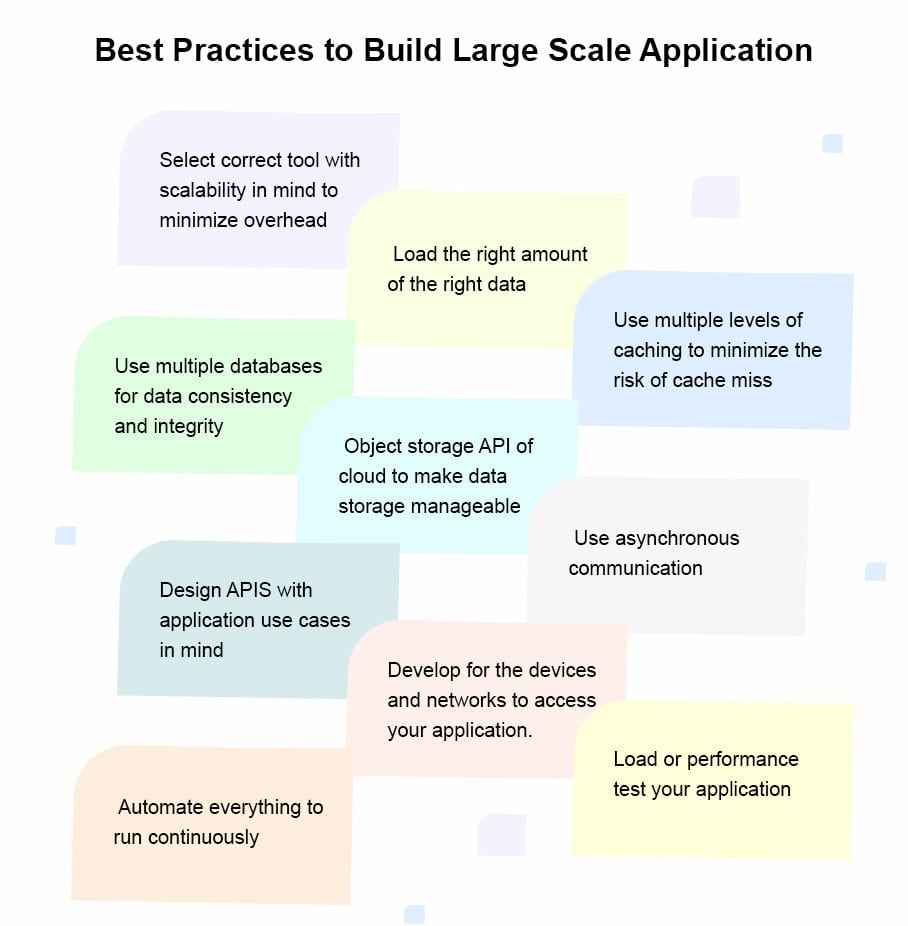 Best Practices to Build Large Scale Application
Select correct tool with
scalability in mind to
minimize overhead
Load the right amount
of the right data
Use multiple levels of
caching to minimize the
risk of cache miss
Use multiple databases
for data consistency
and integrity
Object storage API of
cloud to make data
storage manageable
Use asynchronous
communication
Design APIS with
application use cases
in mind
Develop for the devices
and networks to access
your application.
Load or performance
test your application
Automate everything to
run continuously